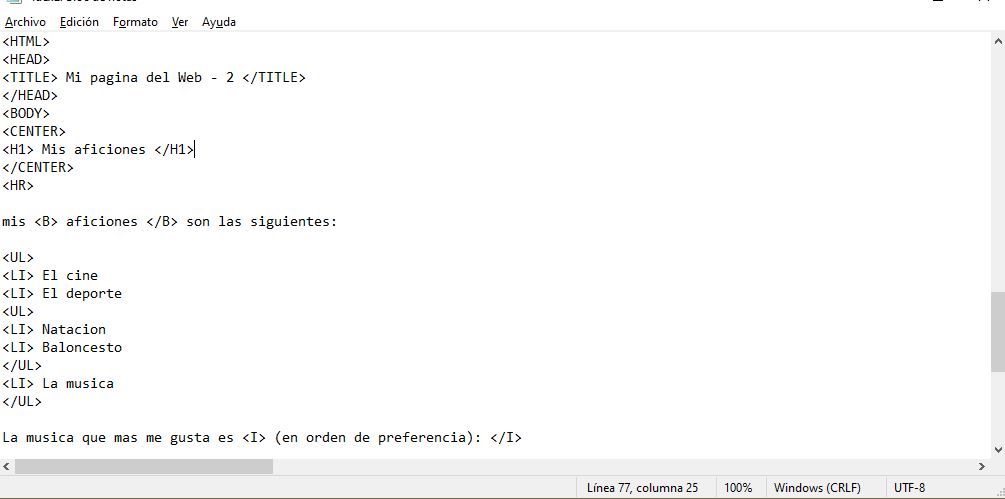 Archivo Edición Formato Ver Ayuda
<HTML>
<HEAD>
<TITLE> Mi pagina del Web - 2 </TITLE>
</HEAD>
<BODY>
<CENTER>
<H1> Mis aficiones </H1>
</CENTER>
<HR>
mis <B> aficiones </B> son las siguientes:
<UL>
<LI> El cine
<LI> El deporte
<UL>
<LI> Natacion
<LI> Baloncesto
</UL>
<LI> La musica
</UL>
La musica que mas me gusta es <I> (en orden de preferencia): </I>
Línea 77, columna 25 100% Windows (CRLF) UTF-8